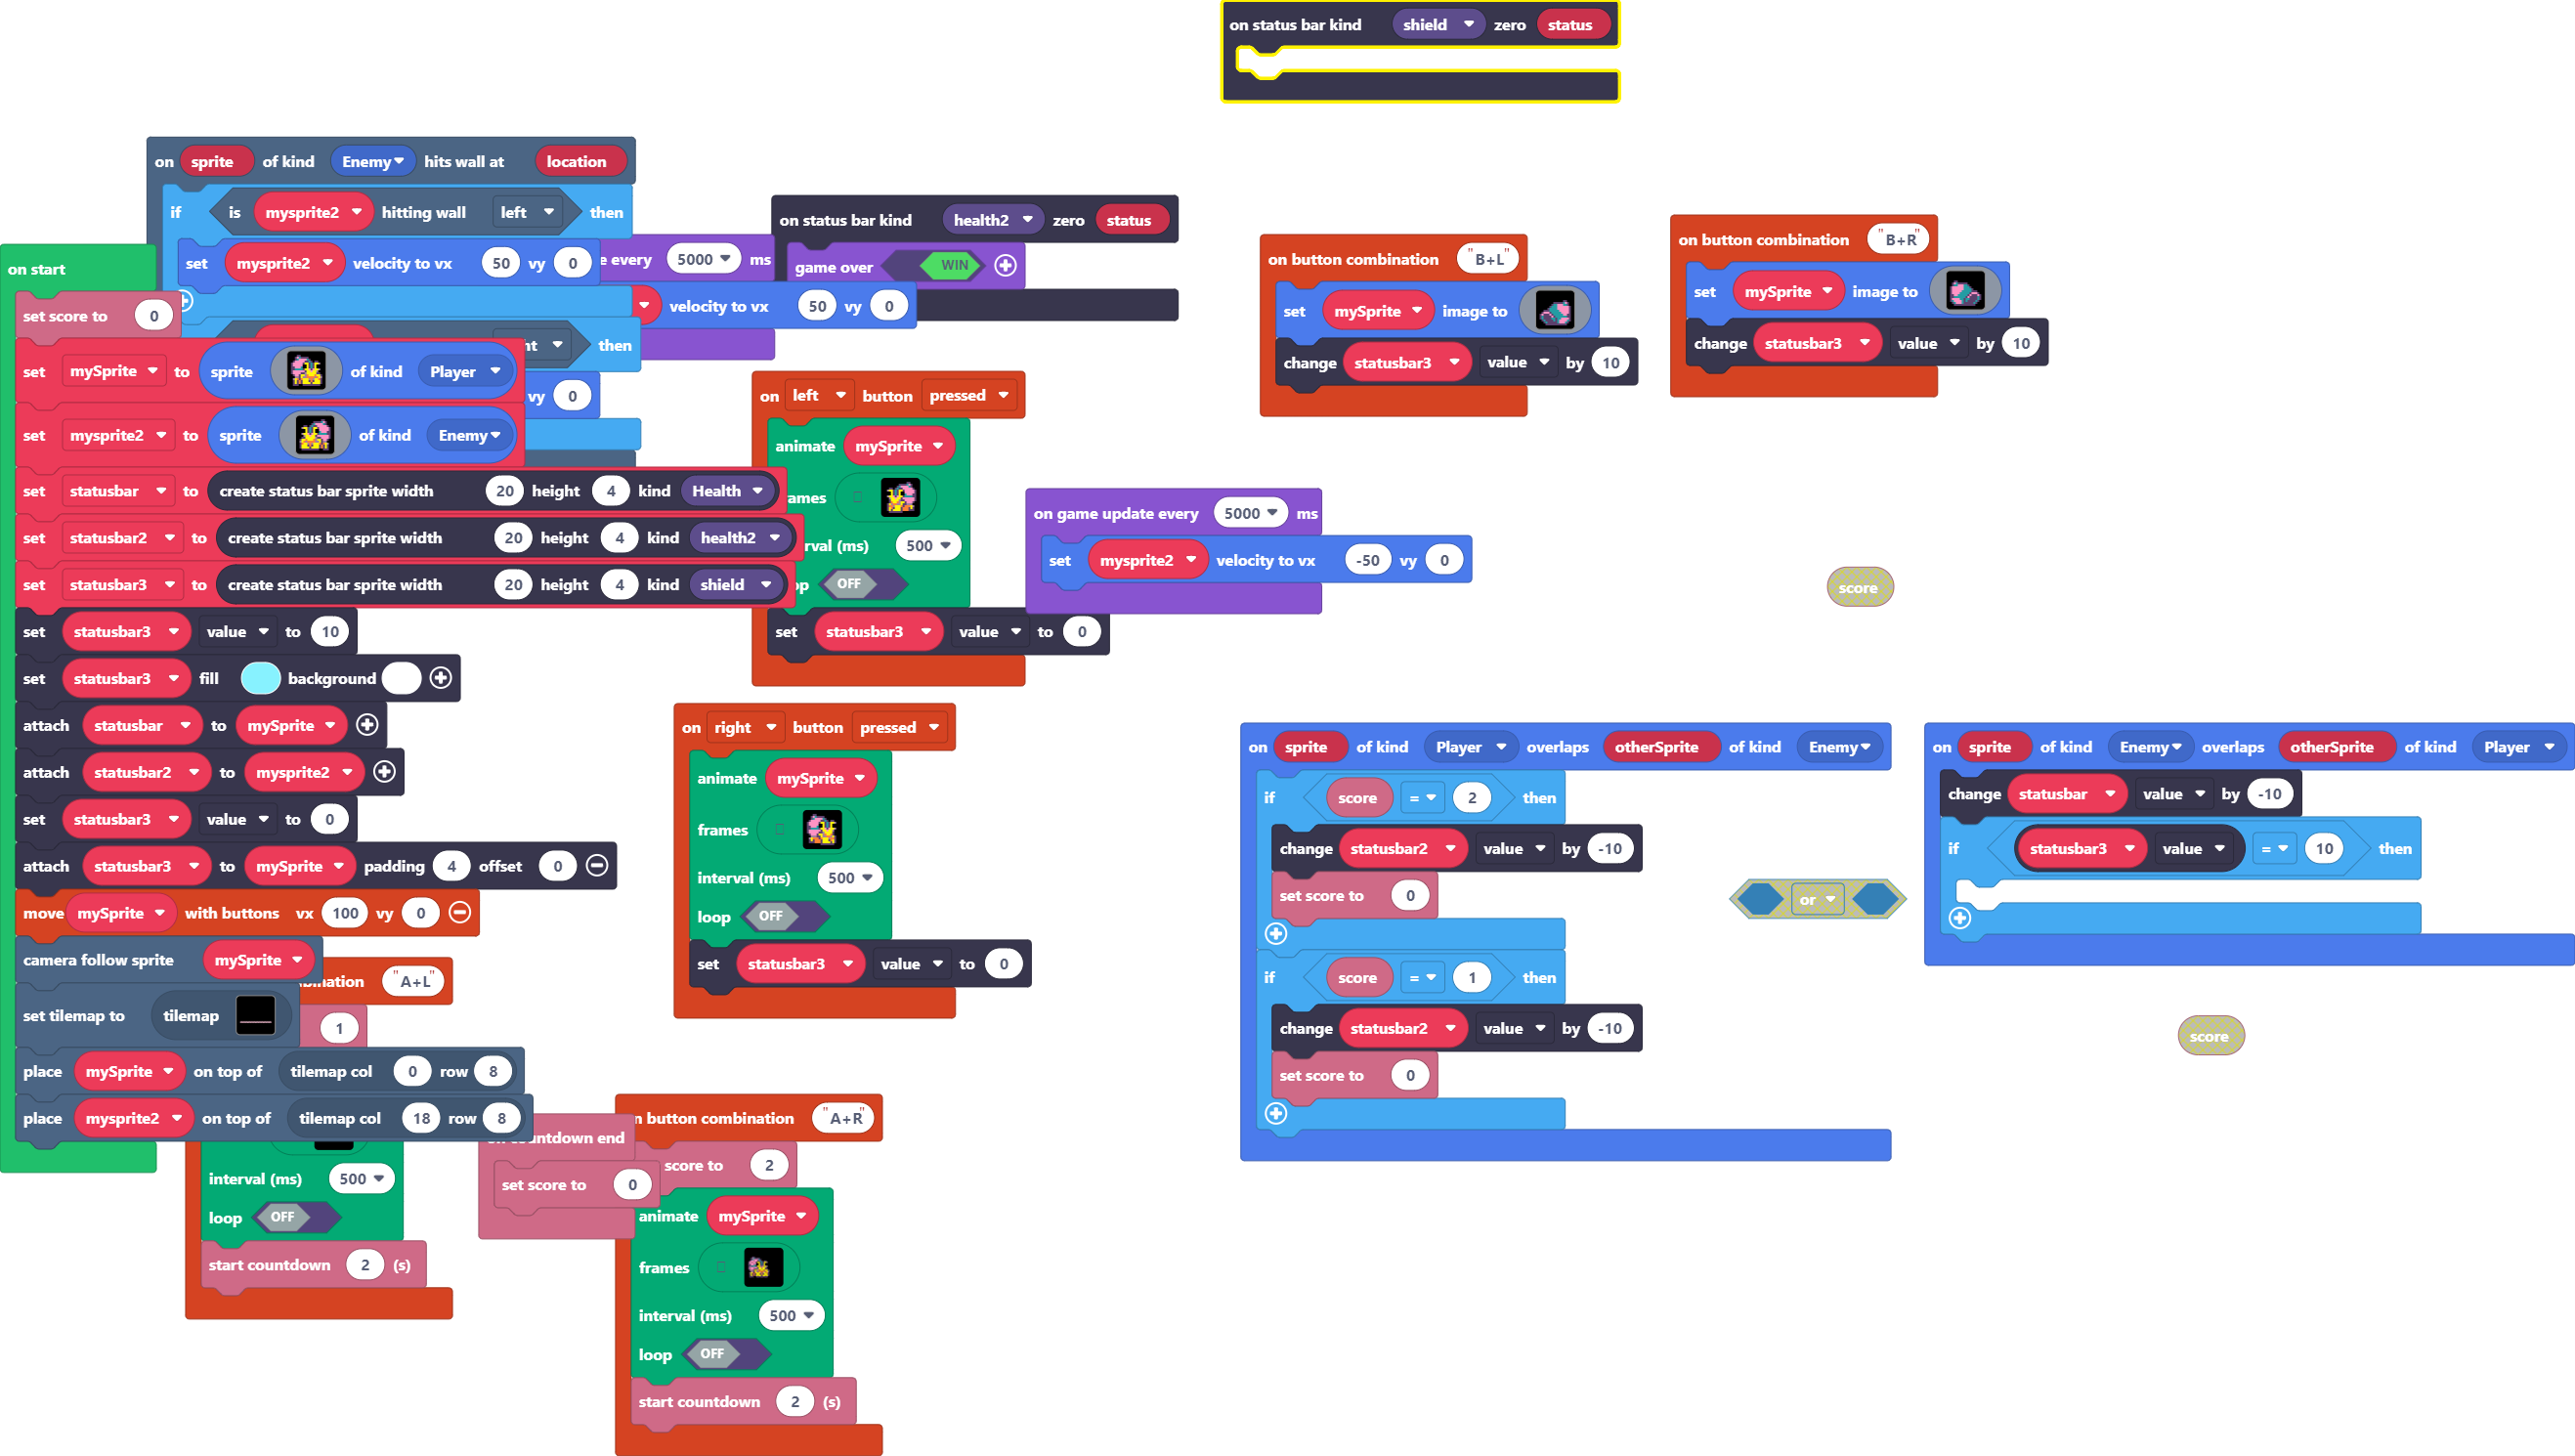 on status bar kind shield zero status
on sprite of kind Enemy hits wall at location
if is mysprite2 hitting wall left then
set mysprite2 velocity to vx 50 vy 0
then
vy 0
every 5000 ms
velocity to vx 50 vy 0
on status bar kind health2 zero status
game over WIN
on start
set score to 0
set mySprite to sprite of kind Player
set mysprite2 to sprite of kind Enemy
set statusbar to create status bar sprite width 20 height 4 kind Health
set statusbar2 to create status bar sprite width 20 height 4 kind health2
set statusbar3 to create status bar sprite width 20 height 4 kind shield
set statusbar3 value to 10
set statusbar3 fill background
attach statusbar to mySprite
attach statusbar2 to mysprite2
set statusbar3 value to 0
attach statusbar3 to mySprite padding 4 offset 0
move mySprite with buttons vx 100 vy 0
camera follow sprite mySprite
set tilemap to tilemap
place mySprite on top of tilemap col 0 row 8
place mysprite2 on top of tilemap col 18 row 8
"A+L"
1
interval (ms) 500
loop OFF
start countdown 2 (s)
on left button pressed
animate mySprite
500
OFF
set statusbar3 value to 0
on right button pressed
animate mySprite
frames
interval (ms) 500
loop OFF
set statusbar3 value to 0
countdown end
set score to 0
button combination "A+R"
score to 2
animate mySprite
frames
interval (ms) 500
loop OFF
start countdown 2 (s)
on game update every 5000 ms
set mysprite2 velocity to vx -50 vy 0
on button combination "B+L"
set mySprite image to
change statusbar3 value by 10
on button combination "B+R"
set mySprite image to
change statusbar3 value by 10
score
on sprite of kind Player overlaps otherSprite of kind Enemy
if score = 2 then
change statusbar2 value by -10
set score to 0
if score = 1 then
change statusbar2 value by -10
set score to 0
or
on sprite of kind Enemy overlaps otherSprite of kind Player
change statusbar value by -10
if statusbar3 value = 10 then
score